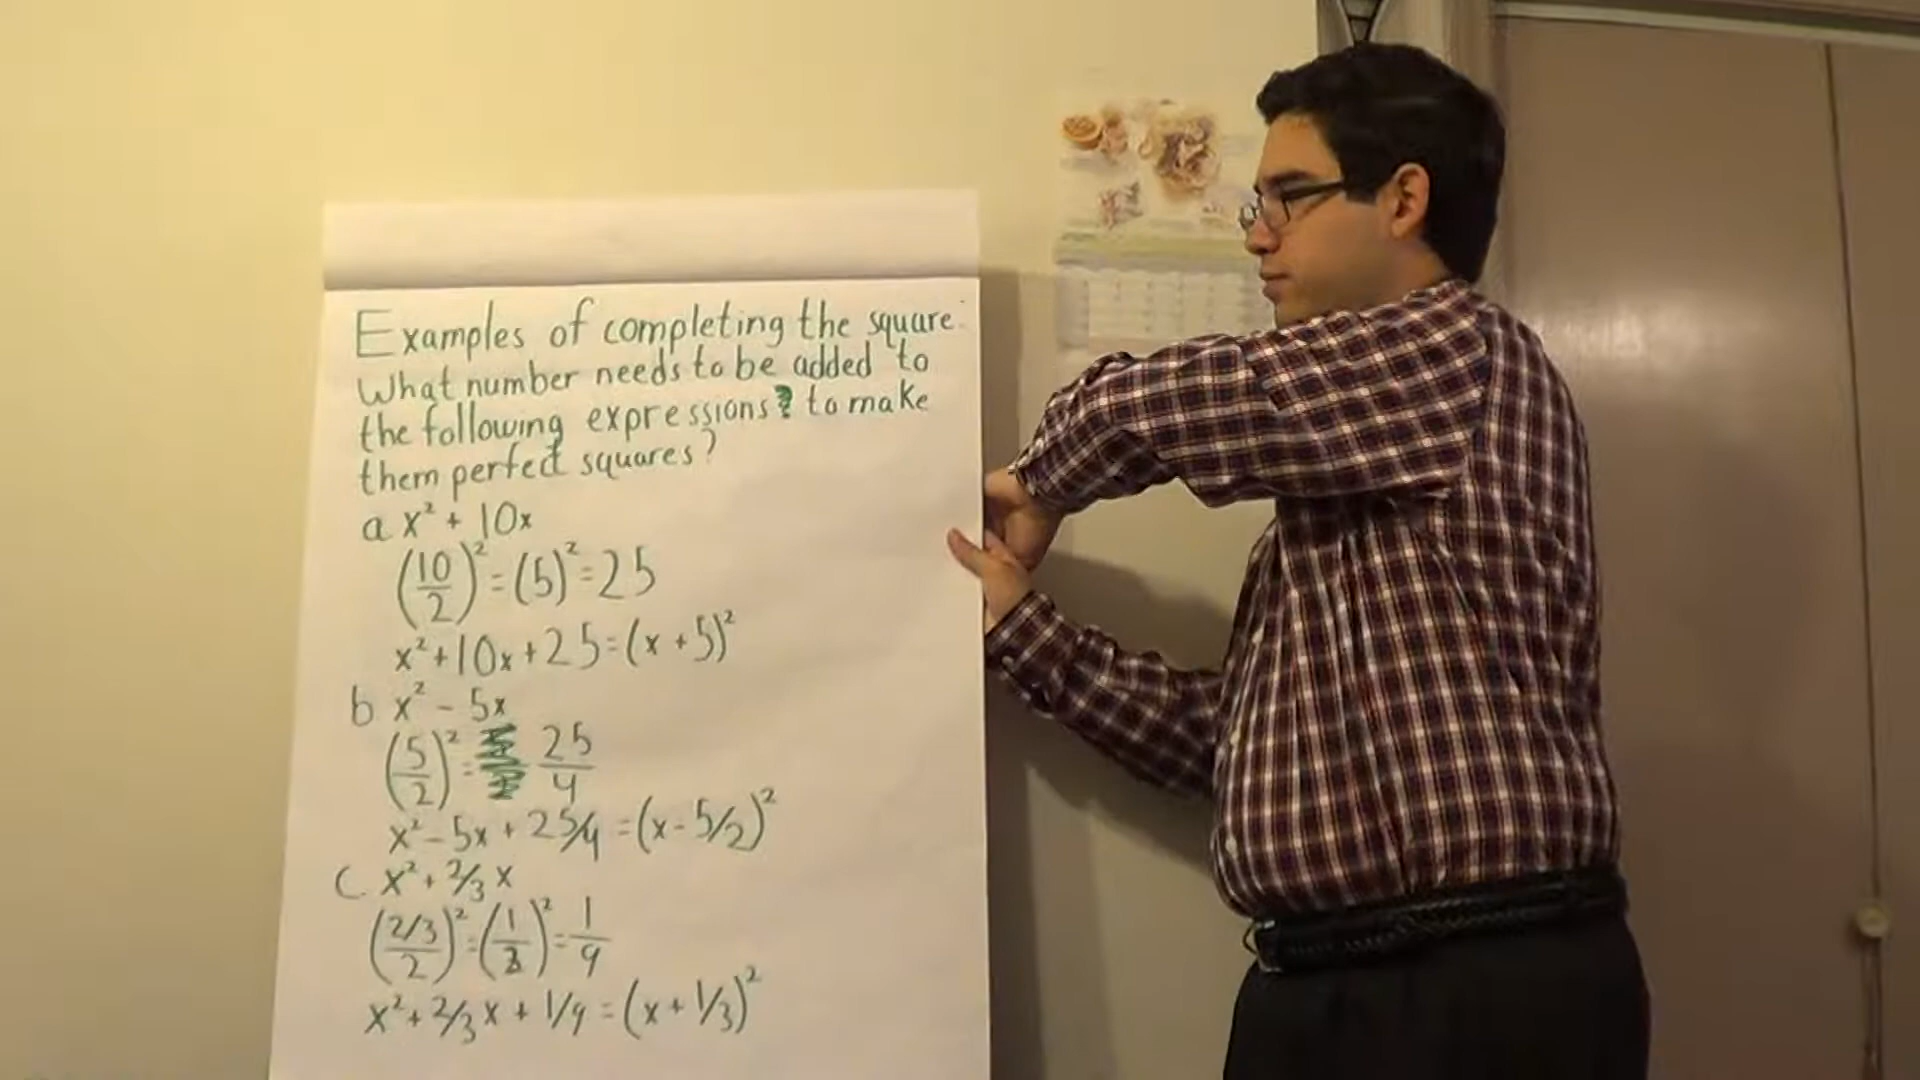 Examples of completing the square.
What number needs to be added to
the following expressions to make
them perfect squares?
a x² + 10x
(10/2)² = (5)² = 25
x² + 10x + 25 = (x + 5)²
b x² - 5x
(5/2)² = 25/4
x² - 5x + 25/4 = (x - 5/2)²
c. x² + 2/3 x
((2/3)/2)² = (1/3)² = 1/9
x² + 2/3 x + 1/9 = (x + 1/3)²